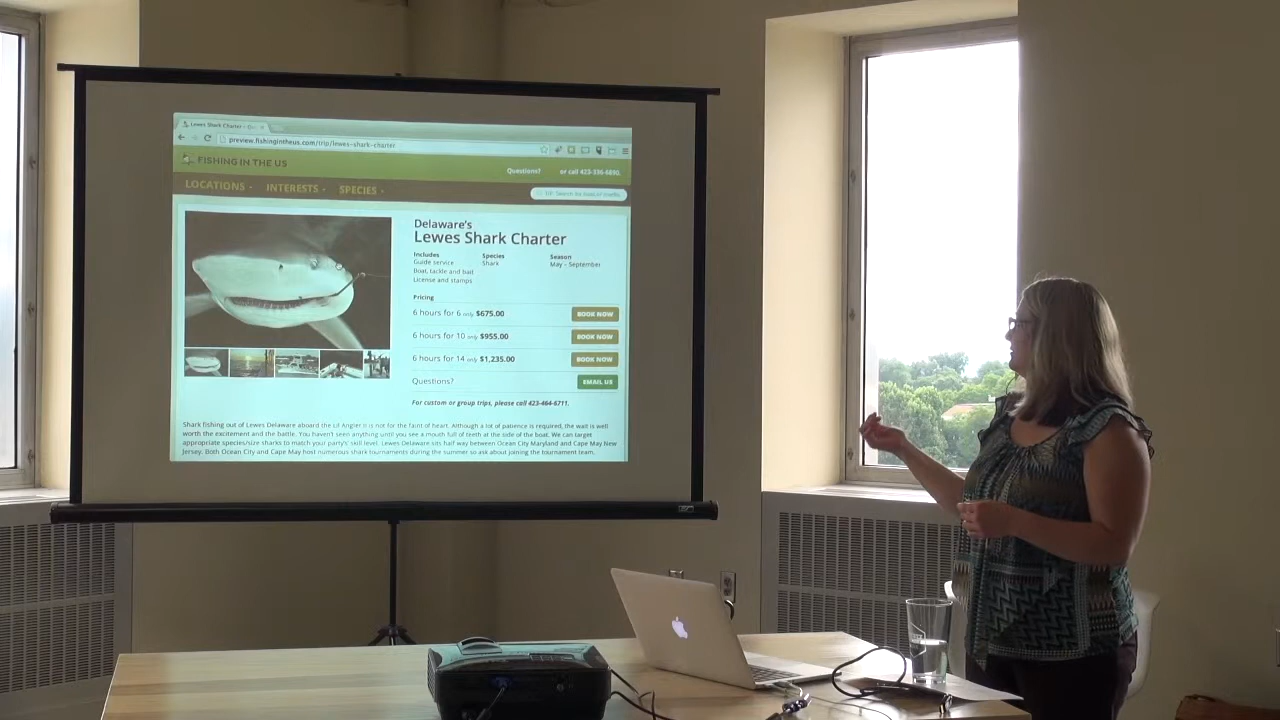 Lewes Shark Charter -
preview.fishingintheus.com/trip/lewes-shark-charter
FISHING IN THE US
Questions? or call 423-336-6890.
LOCATIONS INTERESTS SPECIES
Delaware's
Lewes Shark Charter
Includes Species Season
Guide service Shark May - September
Boat, tackle and bait
License and stamps
Pricing
6 hours for 6 only $675.00 BOOK NOW
6 hours for 10 only $955.00 BOOK NOW
6 hours for 14 only $1,235.00 BOOK NOW
Questions? EMAIL US
For custom or group trips, please call 423-464-6711.
Shark fishing out of Lewes Delaware aboard the Lil Angler II is not for the faint of heart. Although a lot of patience is required, the wait is well
worth the excitement and the battle. You haven't seen anything until you see a mouth full of teeth at the side of the boat. We can target
appropriate species/size sharks to match your party's skill level. Lewes Delaware sits half way between Ocean City Maryland and Cape May New
Jersey. Both Ocean City and Cape May host numerous shark tournaments during the summer so ask about joining the tournament team.